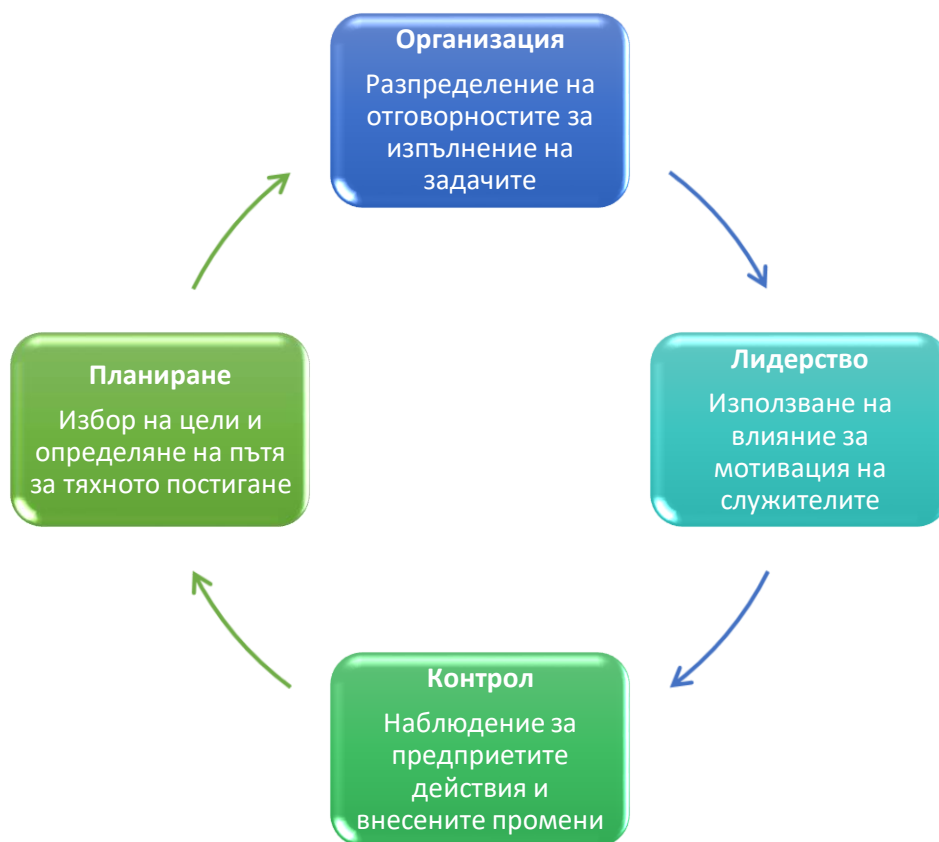 Организация
Разпределение на
отговорностите за
изпълнение на
задачите
Лидерство
Използване на
влияние за
мотивация на
служителите
Контрол
Наблюдение за
предприетите
действия и
внесените промени
Планиране
Избор на цели и
определяне на пътя
за тяхното постигане